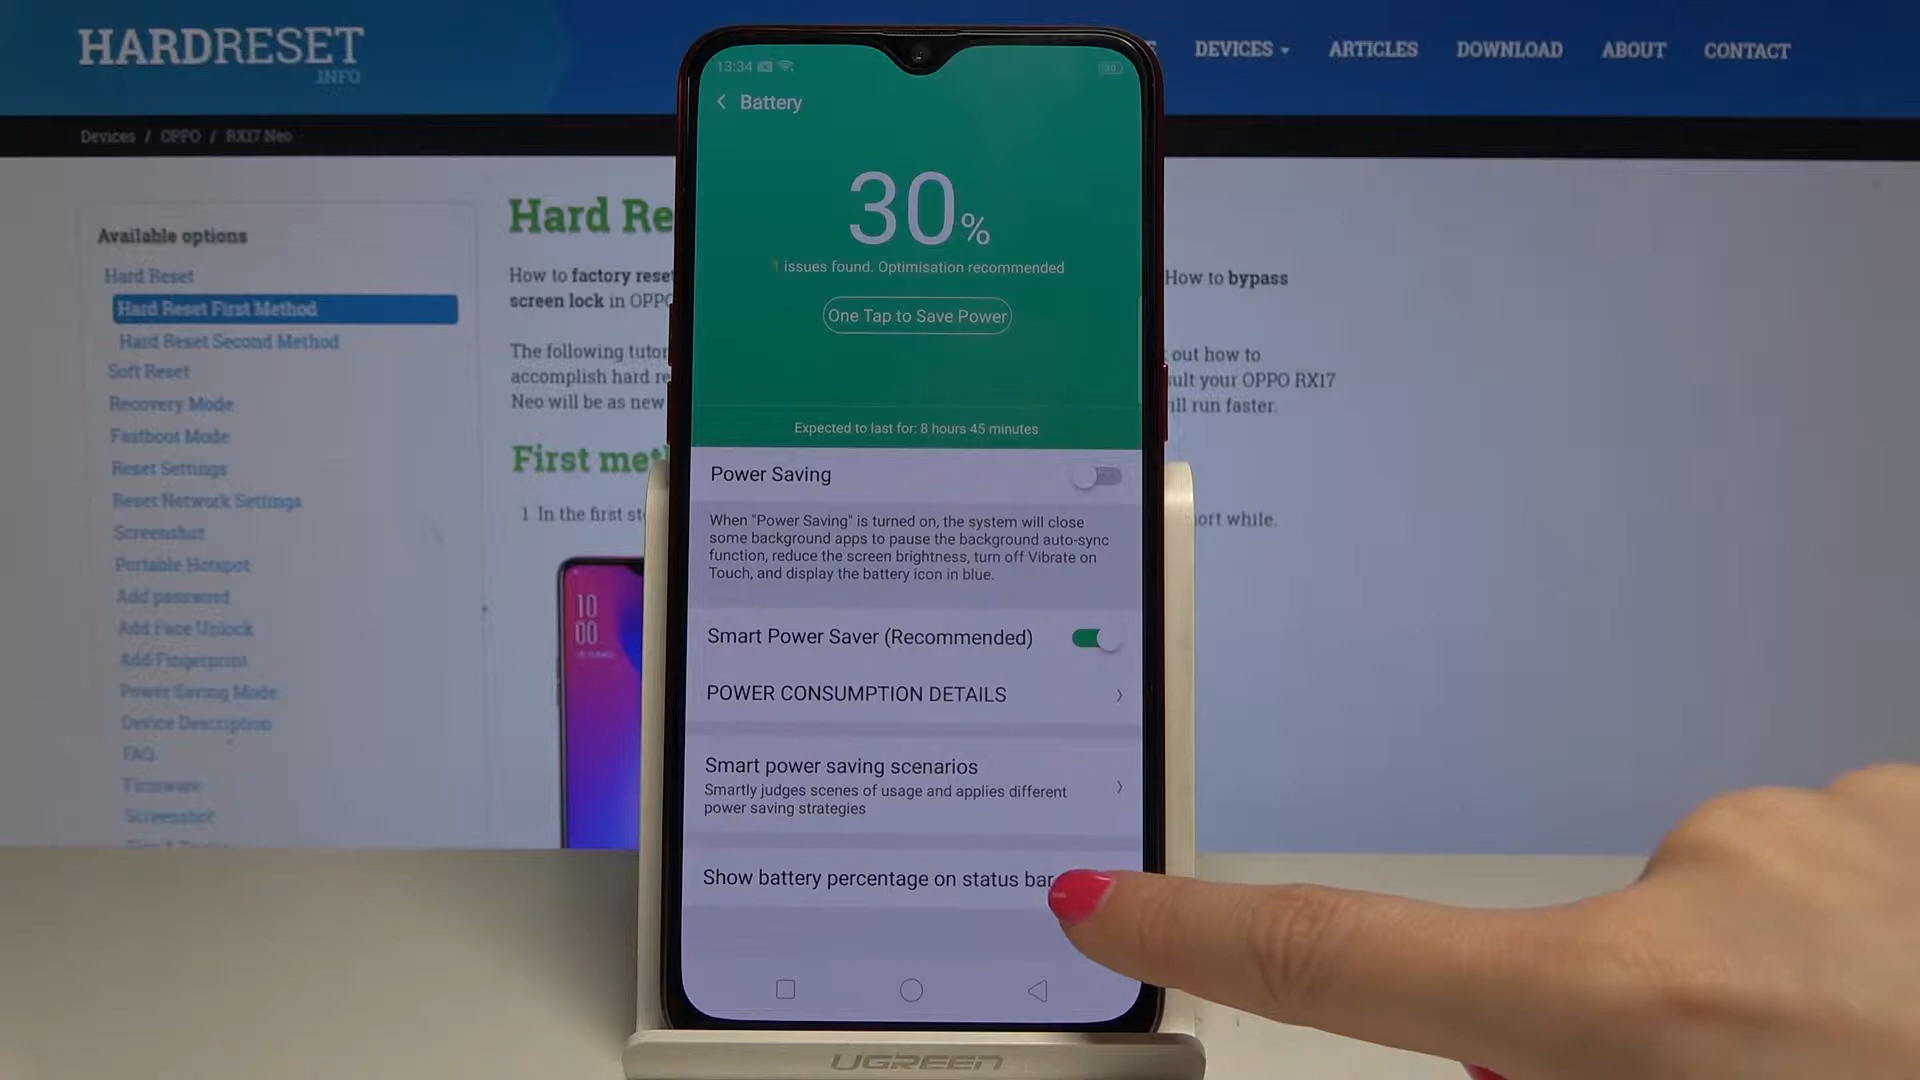 HARDRESET
.INFO
DEVICES
ARTICLES
DOWNLOAD
ABOUT
CONTACT
Devices / OPPO / RX17 Neo
Available options
Hard Reset
Hard Reset First Method
Hard Reset Second Method
Soft Reset
Recovery Mode
Fastboot Mode
Reset Settings
Reset Network Settings
Screenshot
Portable Hotspot
Add password
Add Face Unlock
Add Fingerprint
Power Saving Mode
Device Description
FAQ
Firmware
Screenshot
Hard Re
How to factory reset
How to bypass
screen lock in OPPO
The following tutor
out how to
accomplish hard re
ult your OPPO RX17
Neo will be as new
ill run faster.
First met
1 In the first st
ort while.
10
00
13:34
30
Battery
30%
1 issues found. Optimisation recommended
One Tap to Save Power
Expected to last for: 8 hours 45 minutes
Power Saving
When "Power Saving" is turned on, the system will close
some background apps to pause the background auto-sync
function, reduce the screen brightness, turn off Vibrate on
Touch, and display the battery icon in blue.
Smart Power Saver (Recommended)
POWER CONSUMPTION DETAILS
Smart power saving scenarios
Smartly judges scenes of usage and applies different
power saving strategies
Show battery percentage on status bar
UGREEN